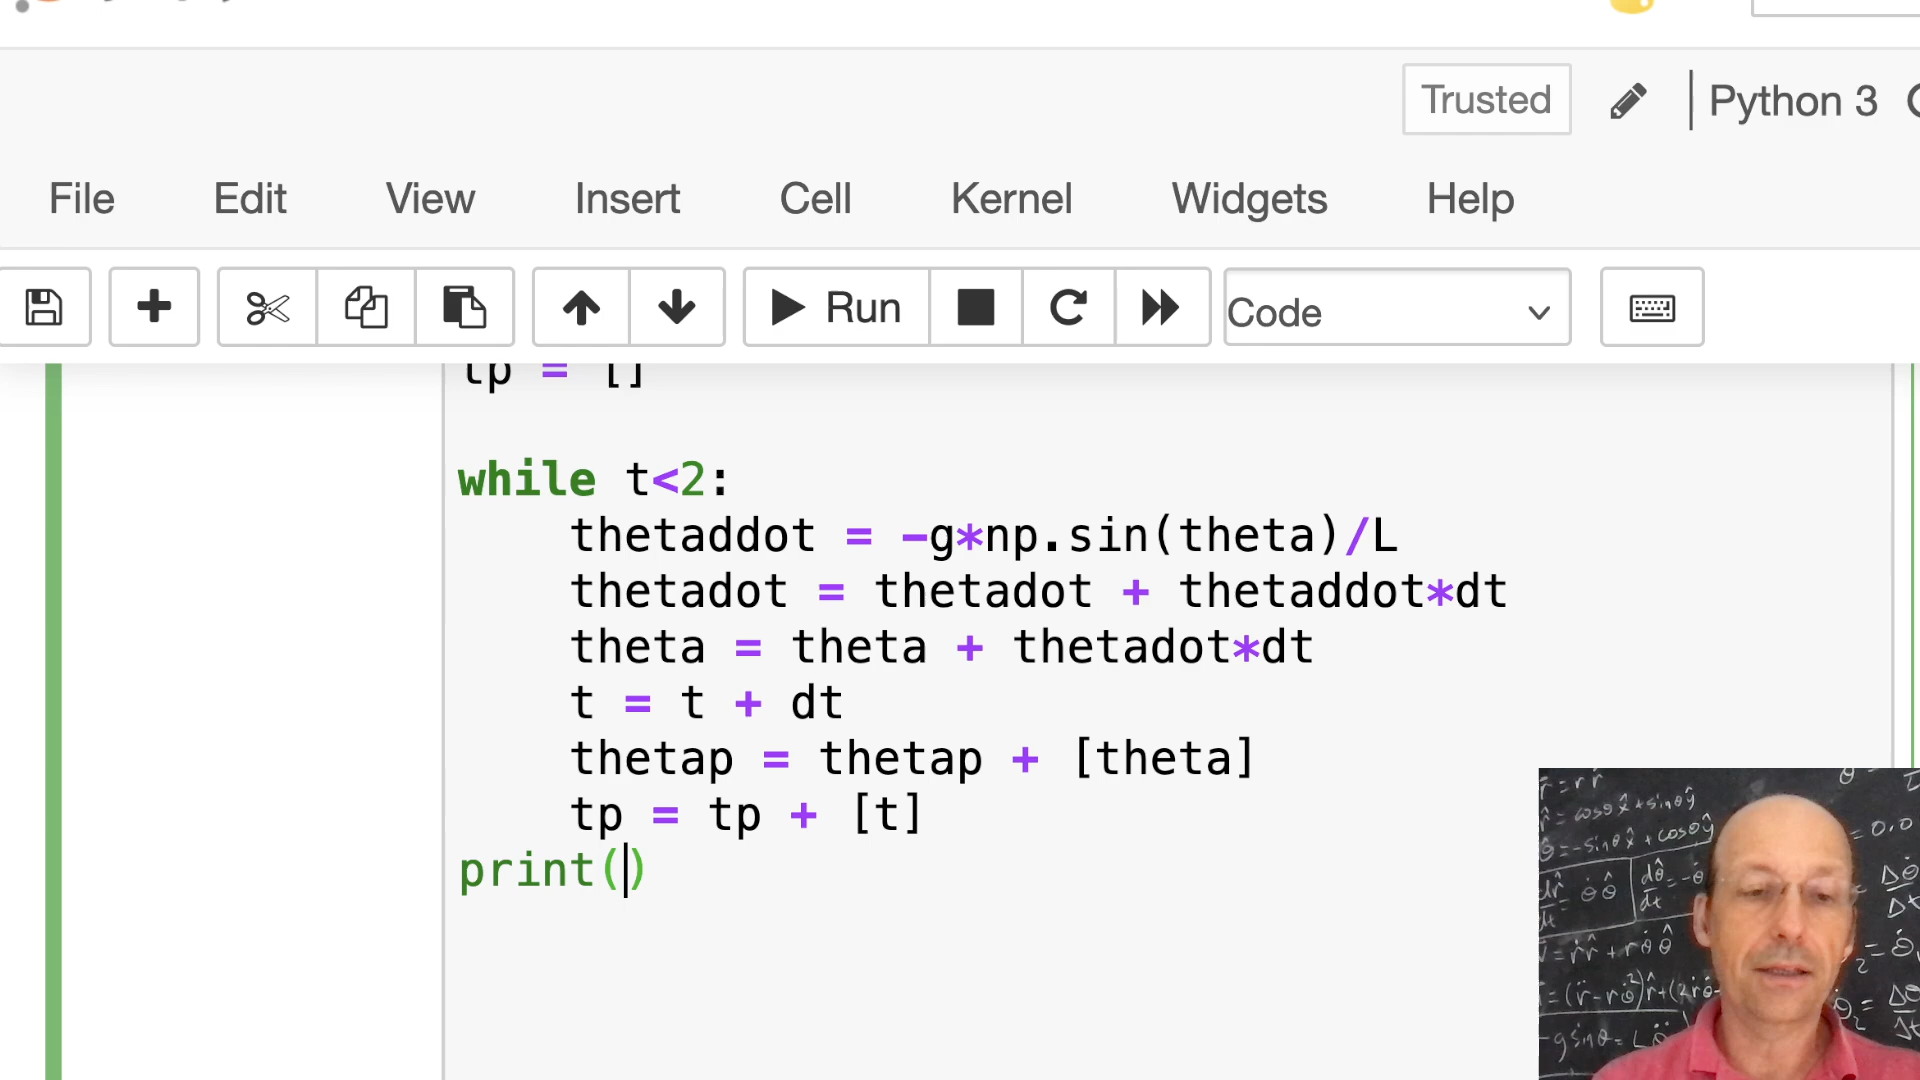 Trusted
Python 3
File Edit View Insert Cell Kernel Widgets Help
Run
Code
tp = []
while t<2:
    thetaddot = -g*np.sin(theta)/L
    thetadot = thetadot + thetaddot*dt
    theta = theta + thetadot*dt
    t = t + dt
    thetap = thetap + [theta]
    tp = tp + [t]
print()